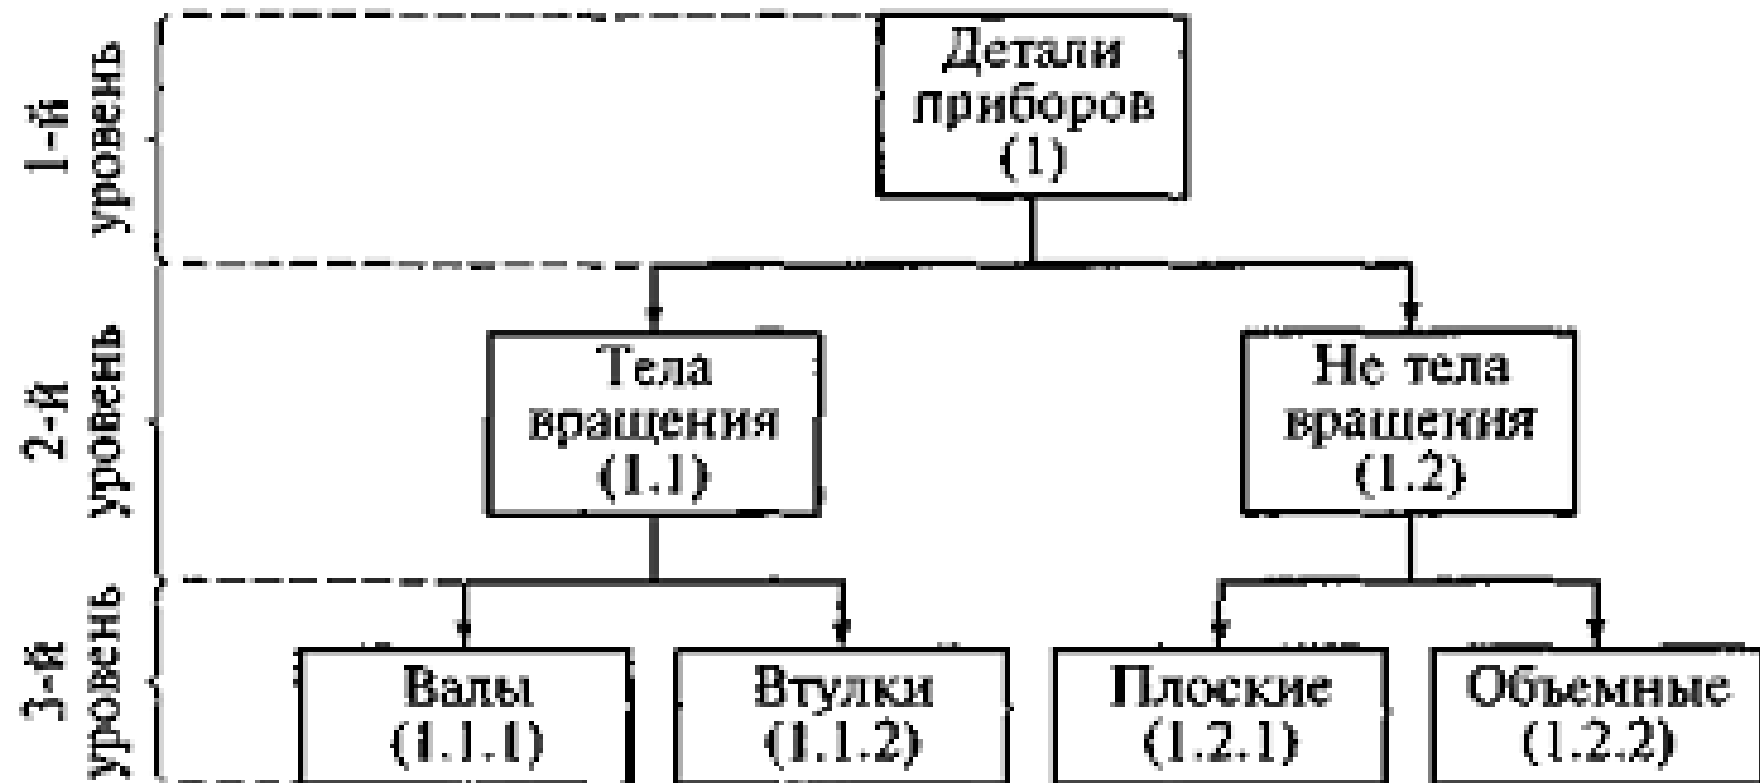 1-й
уровень
Детали
приборов
(1)
2-й
уровень
Тела
вращения
(1.1)
Не тела
вращения
(1.2)
3-й
уровень
Валы
(1.1.1)
Втулки
(1.1.2)
Плоские
(1.2.1)
Объемные
(1.2.2)